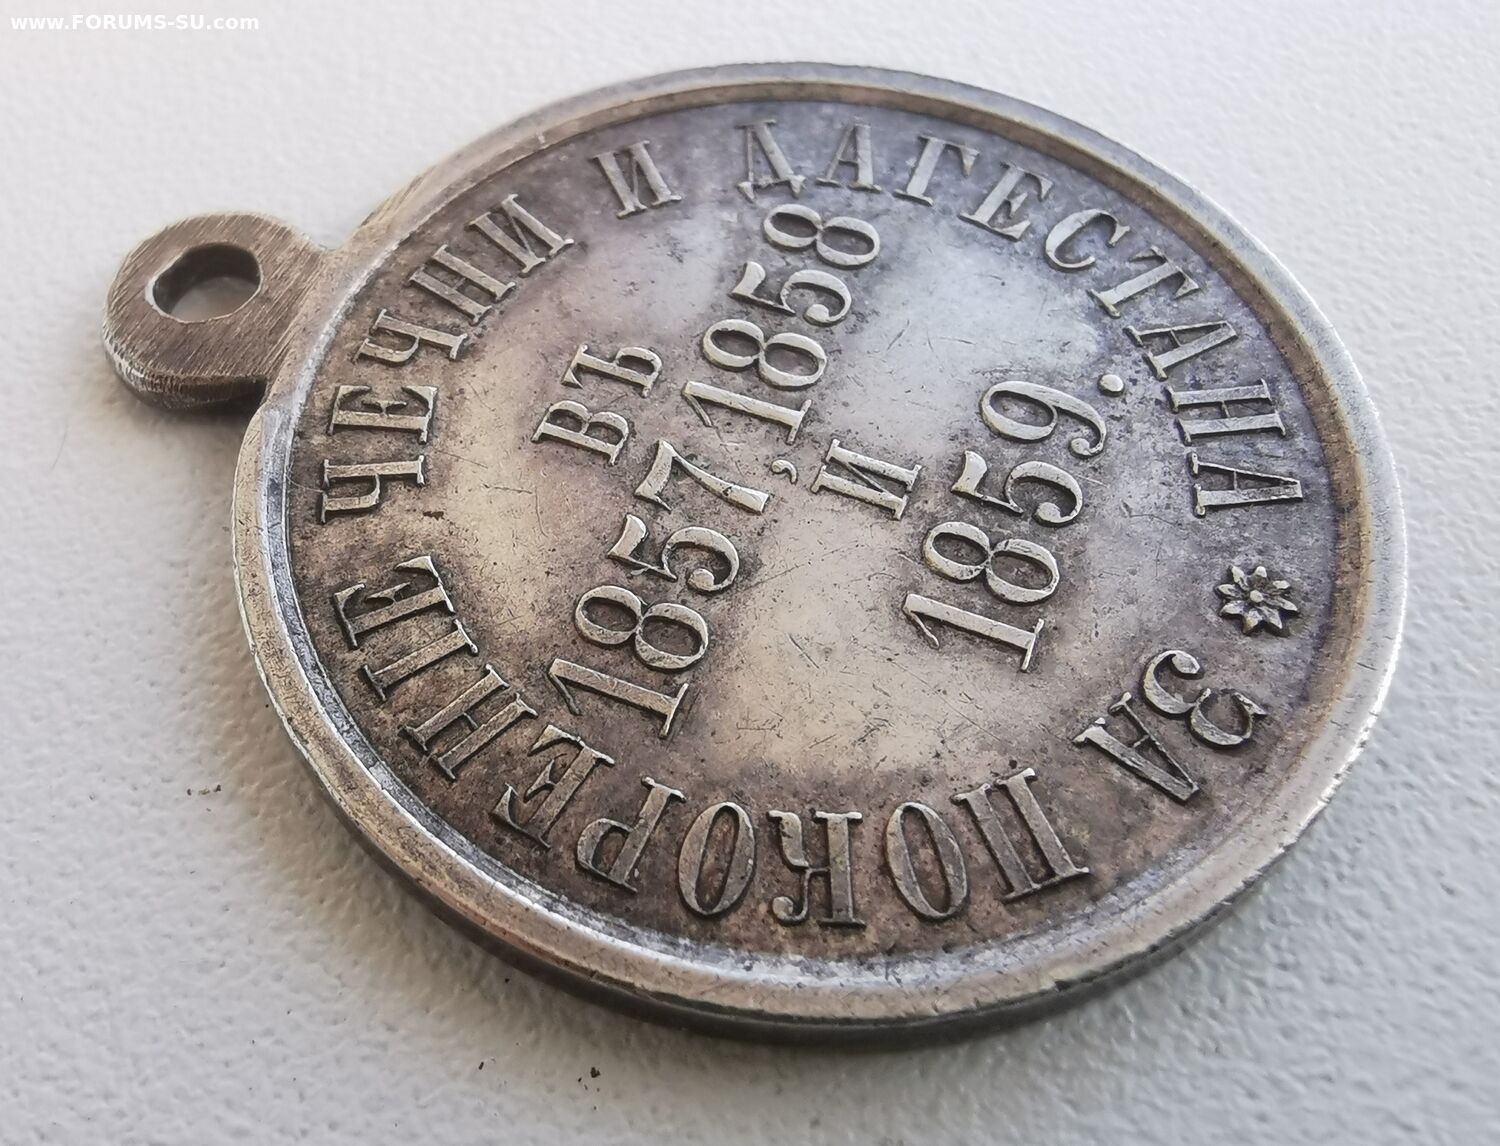 www.FORUMS-SU.com
ЗА ПОКОРЕНІЕ ЧЕЧНИ И ДАГЕСТАНА
ВЪ
1857, 1858
И
1859.